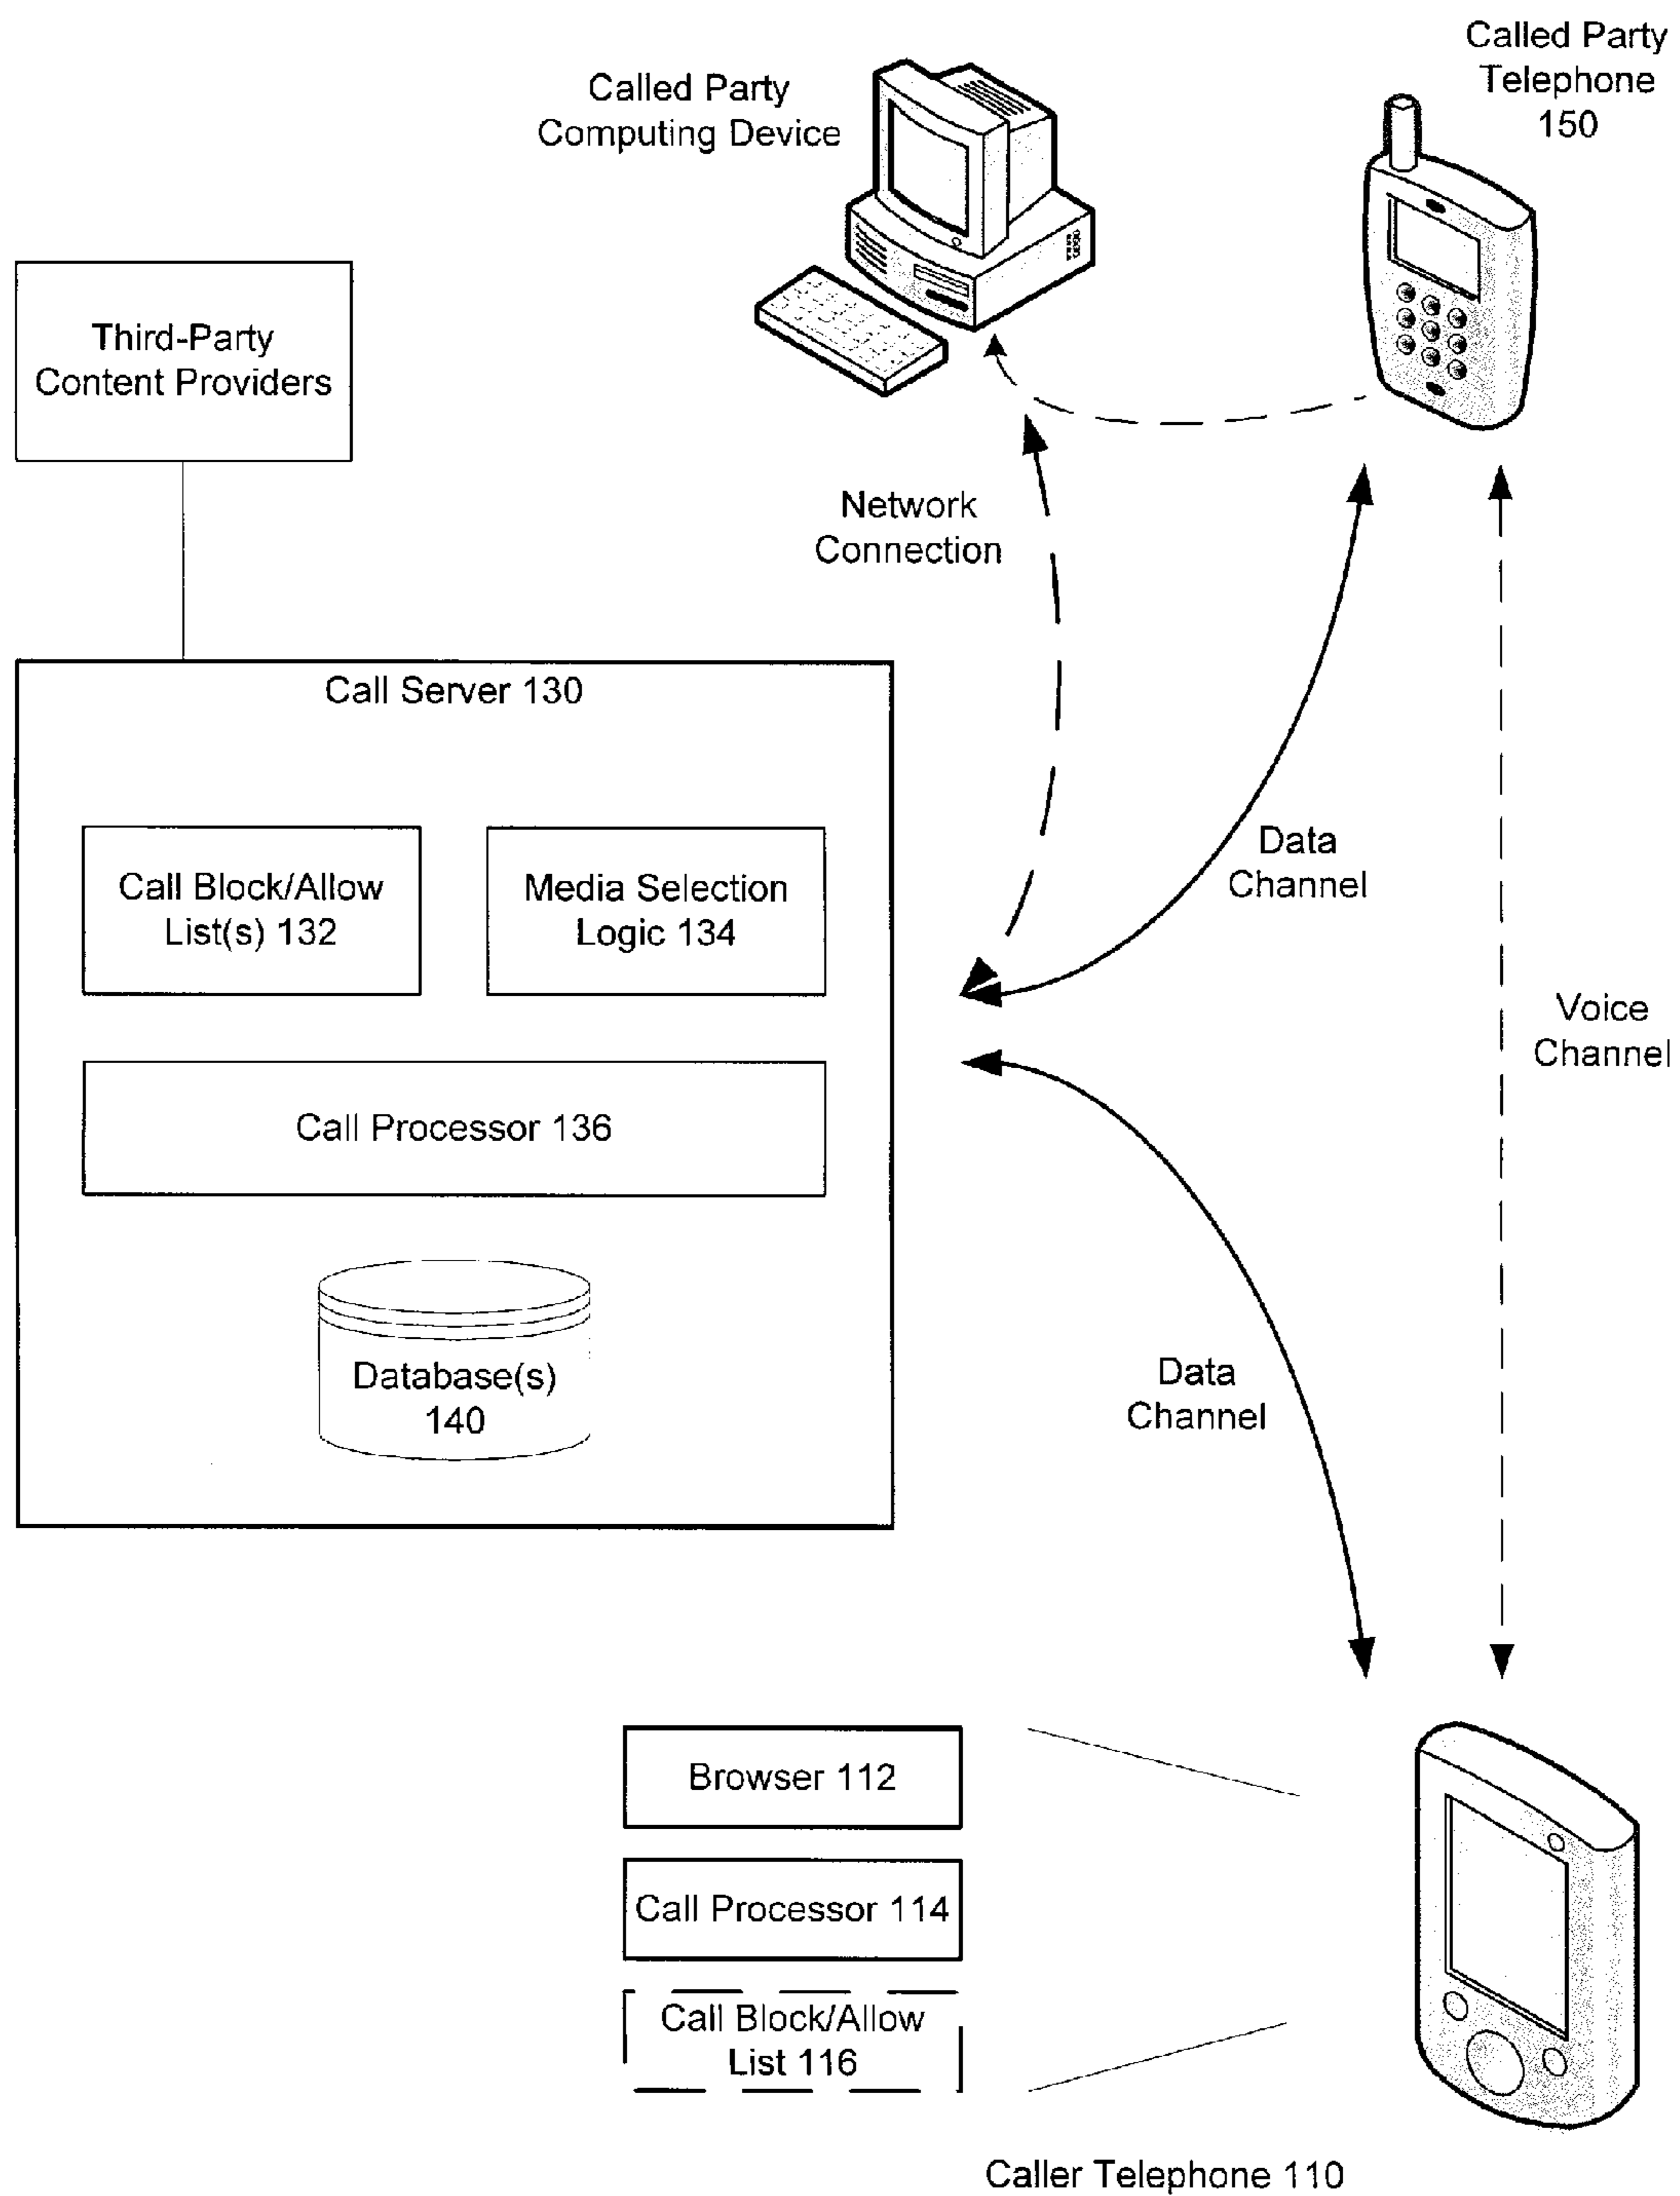 Called Party
Telephone
150
Called Party
Computing Device
Third-Party
Content Providers
Network
Connection
Call Server 130
Call Block/Allow
List(s) 132
Media Selection
Logic 134
Data
Channel
Voice
Channel
Call Processor 136
Database(s)
140
Data
Channel
Browser 112
Call Processor 114
Call Block/Allow
List 116
Caller Telephone 110